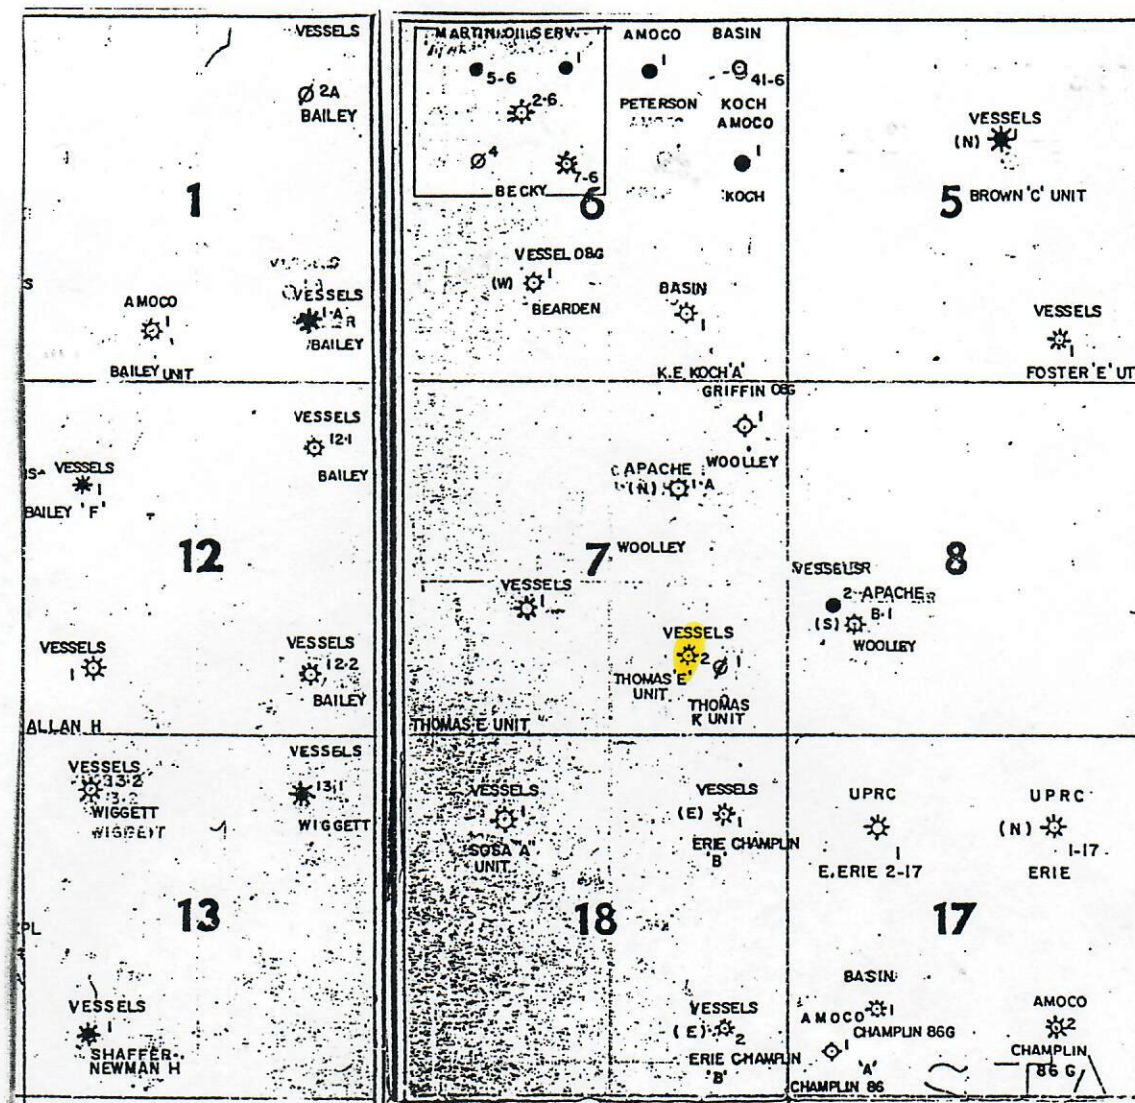 VESSELS
2A
BAILEY
1
AMOCO
1
BAILEY UNIT
VESSELS
1-A
BAILEY
MARTIN OIL SERV.
5-6
1
2-6
4
7-6
BECKY
AMOCO
1
PETERSON
BASIN
41-6
KOCH
AMOCO
1
KOCH
6
VESSEL O&G
(W) 1
BEARDEN
BASIN
1
K.E. KOCH 'A'
VESSELS
(N) 1
5 BROWN 'C' UNIT
VESSELS
1
FOSTER 'E' UT
VESSELS
12-1
BAILEY
VESSELS
1
BAILEY 'F'
12
VESSELS
1
ALLAN H
VESSELS
12-2
BAILEY
GRIFFIN O&G
1
WOOLLEY
APACHE
(N) 1-A
7 WOOLLEY
VESSELS
1
THOMAS E UNIT
VESSELS
2
THOMAS 'E'
UNIT
1
THOMAS
K UNIT
8
2 APACHE
(S) B-1
WOOLLEY
VESSELS
WIGGETT
VESSELS
13-1
WIGGETT
13
VESSELS
1
SHAFFER-
NEWMAN H
VESSELS
1
SOSA "A"
UNIT
VESSELS
(E) 1
ERIE CHAMPLIN
'B'
18
VESSELS
(E) 2
ERIE CHAMPLIN
'B'
UPRC
1
E. ERIE 2-17
UPRC
(N)
1-17
ERIE
17
BASIN
1
CHAMPLIN 86G
AMOCO
1
'A'
CHAMPLIN 86
AMOCO
2
CHAMPLIN
86 G